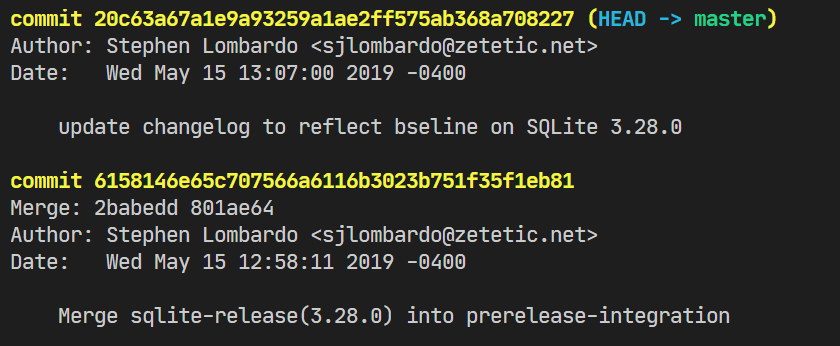 commit 20c63a67a1e9a93259a1ae2ff575ab368a708227 (HEAD -> master)
Author: Stephen Lombardo <sjlombardo@zetetic.net>
Date:   Wed May 15 13:07:00 2019 -0400
update changelog to reflect bseline on SQLite 3.28.0
commit 6158146e65c707566a6116b3023b751f35f1eb81
Merge: 2babedd 801ae64
Author: Stephen Lombardo <sjlombardo@zetetic.net>
Date:   Wed May 15 12:58:11 2019 -0400
Merge sqlite-release(3.28.0) into prerelease-integration